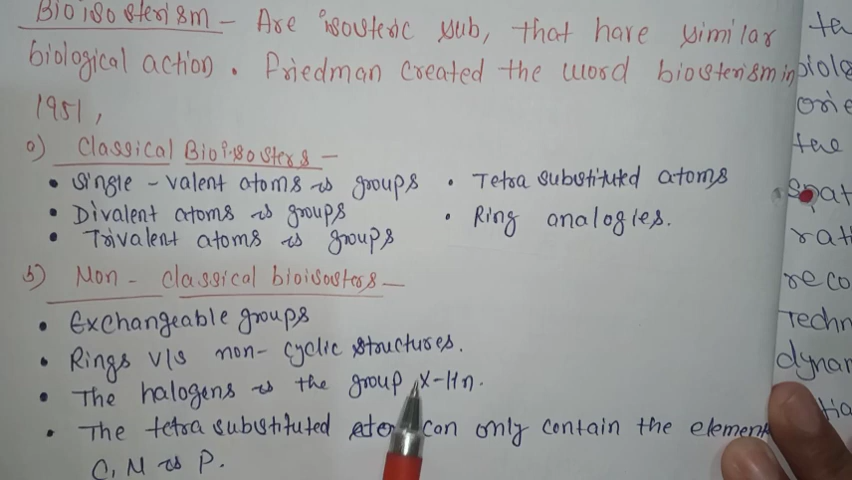 Bioisosterism - Are isosteric sub, that have similar
biological action. Friedman created the word biosterism in
1951,
a) Classical Bioisosters -
• Single - valent atoms & groups • Tetra substituted atoms
• Divalent atoms & groups • Ring analogies.
• Trivalent atoms & groups
b) Non - classical bioisosters -
• Exchangeable groups
• Rings v/s non - cyclic structures.
• The halogens & the group X-Hn.
• The tetra substituted can only contain the element
C, N & P.